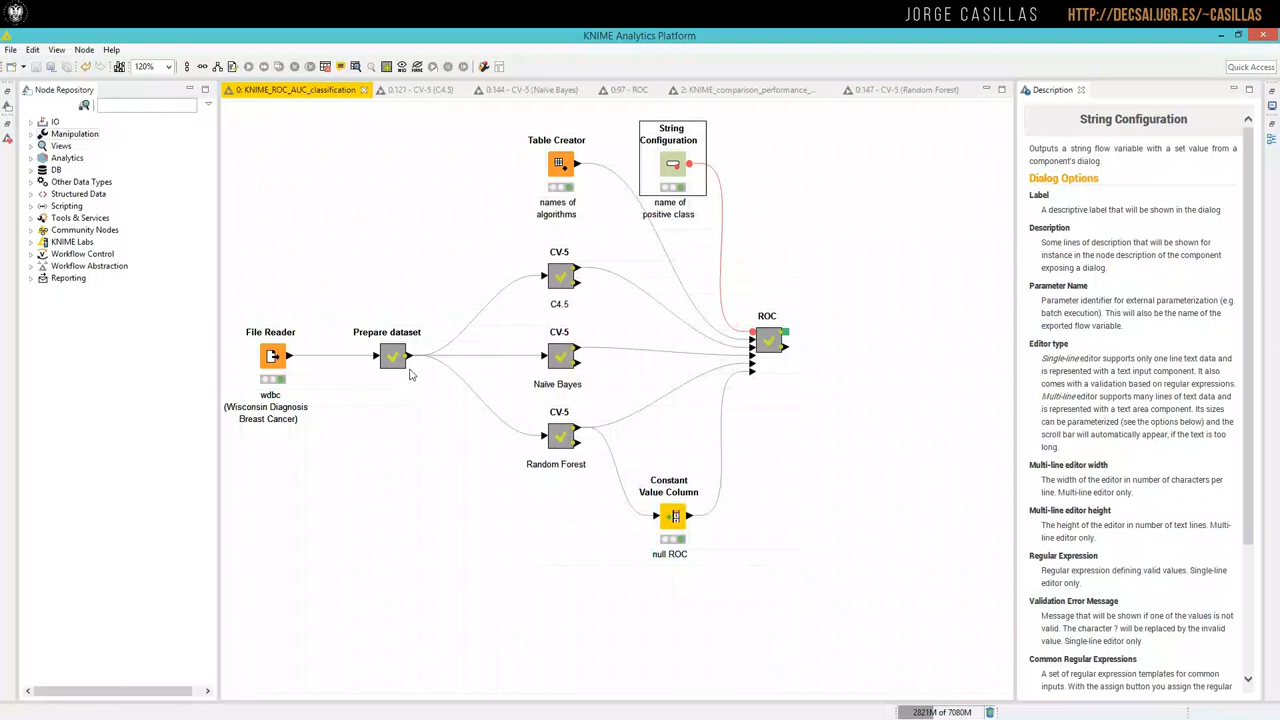 JORGE CASILLAS
HTTP://DECSAI.UGR.ES/~CASILLAS
KNIME Analytics Platform
File Edit View Node Help
120%
Quick Access
Node Repository
0: KNIME_ROC_AUC_classification
0:121 - CV-5 (C4.5)
0:144 - CV-5 (Naïve Bayes)
0:97 - ROC
2: KNIME_comparison_performance_...
0:147 - CV-5 (Random Forest)
Description
IO
Manipulation
Views
Analytics
DB
Other Data Types
Structured Data
Scripting
Tools & Services
Community Nodes
KNIME Labs
Workflow Control
Workflow Abstraction
Reporting
Table Creator
names of
algorithms
String
Configuration
name of
positive class
CV-5
C4.5
File Reader
wdbc
(Wisconsin Diagnosis
Breast Cancer)
Prepare dataset
CV-5
Naïve Bayes
ROC
CV-5
Random Forest
Constant
Value Column
null ROC
String Configuration
Outputs a string flow variable with a set value from a
component's dialog.
Dialog Options
Label
A descriptive label that will be shown in the dialog
Description
Some lines of description that will be shown for
instance in the node description of the component
exposing a dialog.
Parameter Name
Parameter identifier for external parameterization (e.g.
batch execution). This will also be the name of the
exported flow variable.
Editor type
Single-line editor supports only one line text data and
is represented with a text input component. It also
comes with a validation based on regular expressions.
Multi-line editor supports many lines of text data and
is represented with a text area component. Its sizes
can be parameterized (see the options below) and the
scroll bar will automatically appear, if the text is too
long.
Multi-line editor width
The width of the editor in number of characters per
line. Multi-line editor only.
Multi-line editor height
The height of the editor in number of text lines. Multi-
line editor only.
Regular Expression
Regular expression defining valid values. Single-line
editor only.
Validation Error Message
Message that will be shown if one of the values is not
valid. The character ? will be replaced by the invalid
value. Single-line editor only.
Common Regular Expressions
A set of regular expression templates for common
inputs. With the assign button you assign the regular
2821M of 7080M